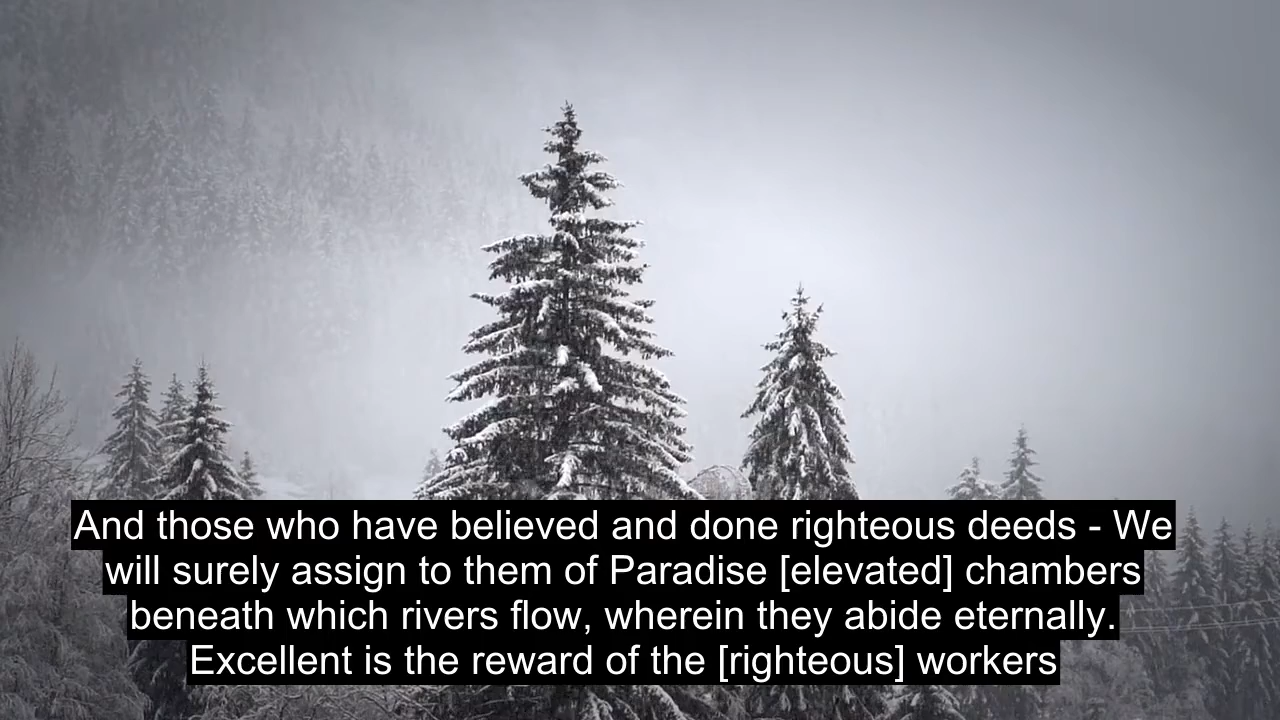 And those who have believed and done righteous deeds - We
will surely assign to them of Paradise [elevated] chambers
beneath which rivers flow, wherein they abide eternally.
Excellent is the reward of the [righteous] workers